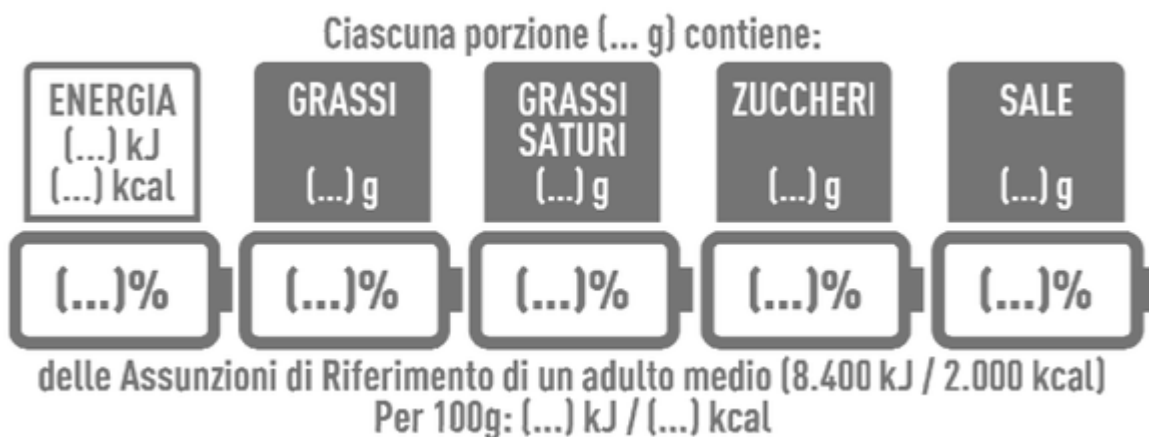 Ciascuna porzione (... g) contiene:
ENERGIA
(...) kJ
(...) kcal
GRASSI
(...) g
GRASSI
SATURI
(...) g
ZUCCHERI
(...) g
SALE
(...) g
(...)% (...)% (...)% (...)% (...)%
delle Assunzioni di Riferimento di un adulto medio (8.400 kJ / 2.000 kcal)
Per 100g: (...) kJ / (...) kcal